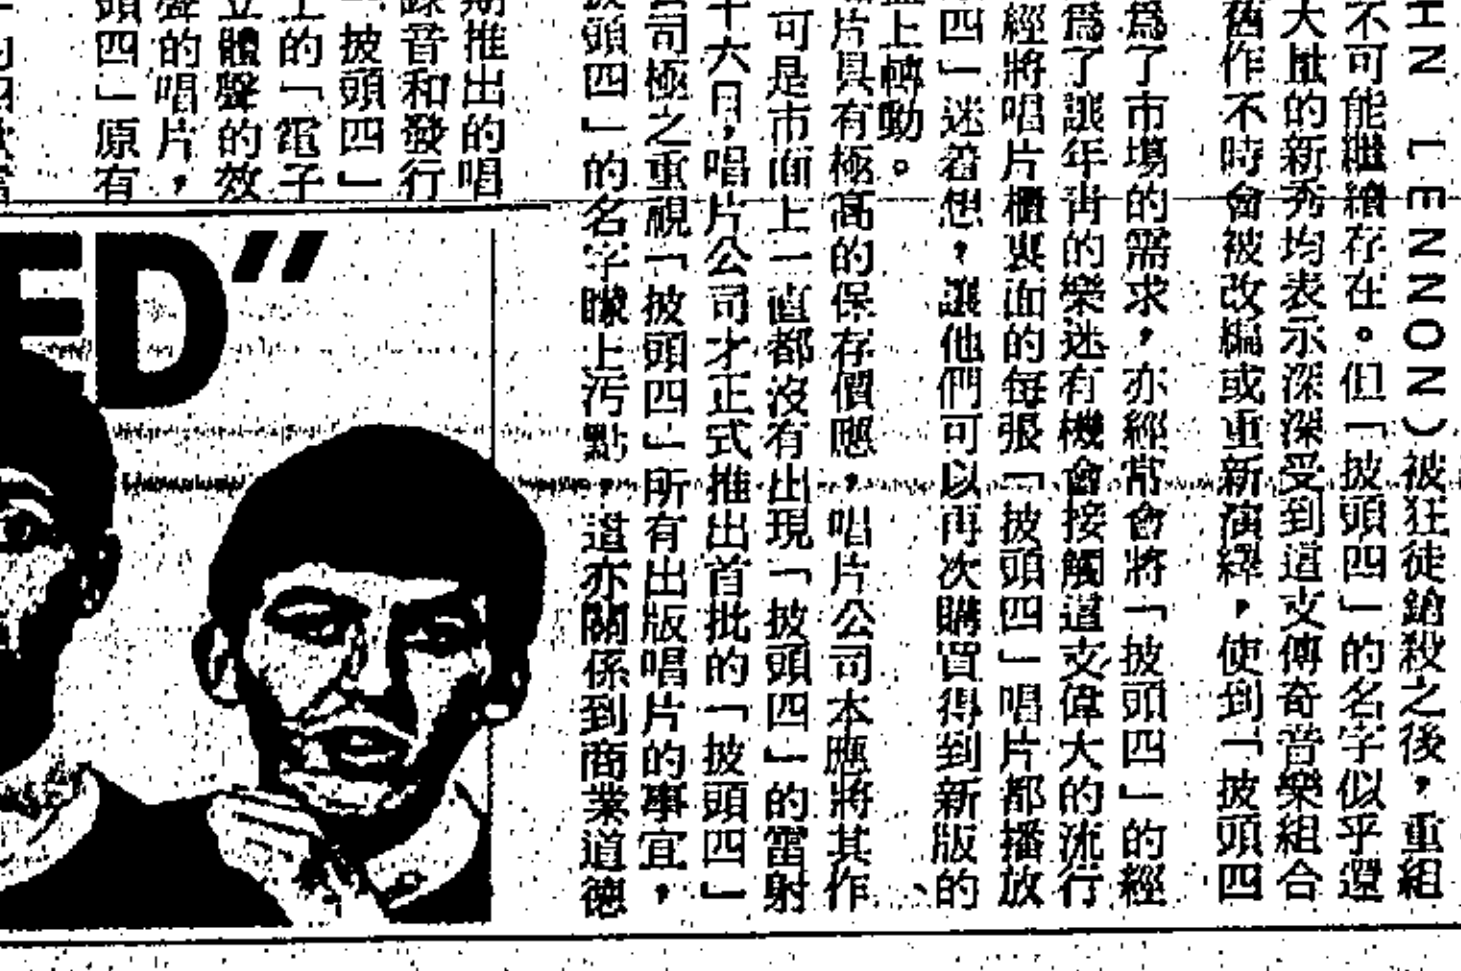 HN LENNON)被狂徒鎗殺之後，重組
不可能繼續存在。但「披頭四」的名字似乎還
大量的新秀均表示深深受到這支傳奇音樂組合
舊作不時會被改編或重新演繹，使到「披頭四
為了市場的需求，亦經常會將「披頭四」的經
為了讓年青的樂迷有機會接觸這支偉大的流行
經將唱片櫃裏面的每張「披頭四」唱片都播放
四」迷着想，讓他們可以再次購買得到新版的
上轉動。
片具有極高的保存價應，唱片公司本應將其作
可是市面上一直都沒有出現「披頭四」的雷射
十六日，唱片公司才正式推出首批的「披頭四」
公司極之重視「披頭四」所有出版唱片的事宜，
披頭四」的名字矇上污點，這亦關係到商業道德
期推出的唱
錄音和發行
「披頭四」
上的「電子
立體聲的效
聲的唱片，
頭四」原有
ED"